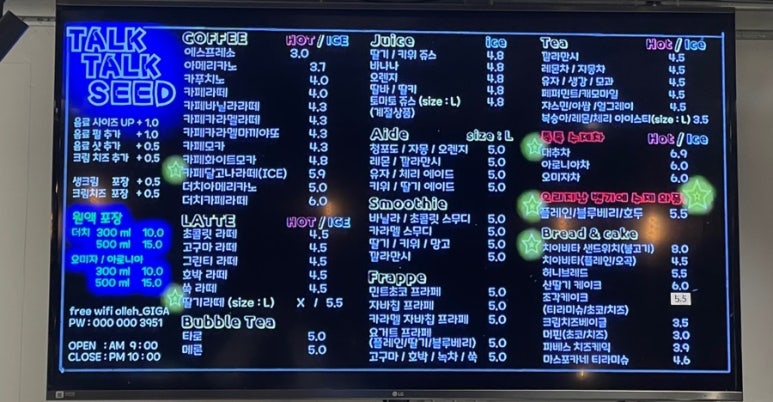 TALK
TALK
SEED
음료 사이즈 UP + 1.0
음료 펄 추가 + 1.0
음료 샷 추가 + 0.5
크림 치즈 추가 + 0.5
생크림 포장 + 0.5
크림치즈 포장 + 0.5
원액 포장
더치 300 ml 10.0
500 ml 15.0
오미자 / 아로니아
300 ml 10.0
500 ml 15.0
free wifi olleh_GIGA
PW : 000 000 3951
OPEN : AM 9 : 00
CLOSE : PM 10 : 00
COFFEE HOT / ICE
에스프레소 3.0
아메리카노 3.7
카푸치노 4.0
카페라떼 4.0
카페바닐라라떼 4.3
카페카라멜라떼 4.3
카페카라멜마끼야또 4.3
카페모카 4.3
카페화이트모카 4.8
카페달고나라떼(ICE) 5.9
더치아메리카노 5.0
더치카페라떼 6.0
LATTE HOT / ICE
초콜릿 라떼 4.5
고구마 라떼 4.5
그린티 라떼 4.5
호박 라떼 4.5
쑥 라떼 4.5
딸기라떼 (size : L) X / 5.5
Bubble Tea
타로 5.0
메론 5.0
Juice ice
딸기 / 키위 쥬스 4.8
바나나 4.8
오렌지 4.8
딸바 / 딸키 4.8
토마토 쥬스 (size : L) 4.8
(계절상품)
Aide size : L
청포도 / 자몽 / 오렌지 5.0
레몬 / 깔라만시 5.0
유자 / 체리 에이드 5.0
키위 / 딸기 에이드 5.0
Smoothie
바닐라 / 초콜릿 스무디 5.0
카라멜 스무디 5.0
딸기 / 키위 / 망고 5.0
깔라만시 5.0
Frappe
민트초코 프라페 5.0
자바칩 프라페 5.0
카라멜 자바칩 프라페 5.0
요거트 프라페
(플레인/딸기/블루베리) 5.0
고구마 / 호박 / 녹차 / 쑥 5.0
Tea Hot / Ice
깔라만시 4.5
레몬차 / 자몽차 4.5
유자 / 생강 / 모과 4.5
페퍼민트/캐모마일 4.5
쟈스민/아쌈 / 얼그레이 4.5
복숭아/레몬/체리 아이스티(size : L) 3.5
톡톡 수제차 Hot / Ice
대추차 6.9
아로니아차 6.0
오미자차 6.0
수제 와플
플레인/블루베리/호두 5.5
Bread & cake
치아비타 샌드위치(불고기) 8.0
치아비타(플레인/오곡) 4.5
허니브레드 5.5
산딸기 케이크 6.0
조각케이크 5.5
(티라미슈/초코/치즈)
크림치즈베이글 3.5
머핀(초코/치즈) 3.0
피베스 치즈케익 3.9
마스포카네 티라미슈 4.6
LG